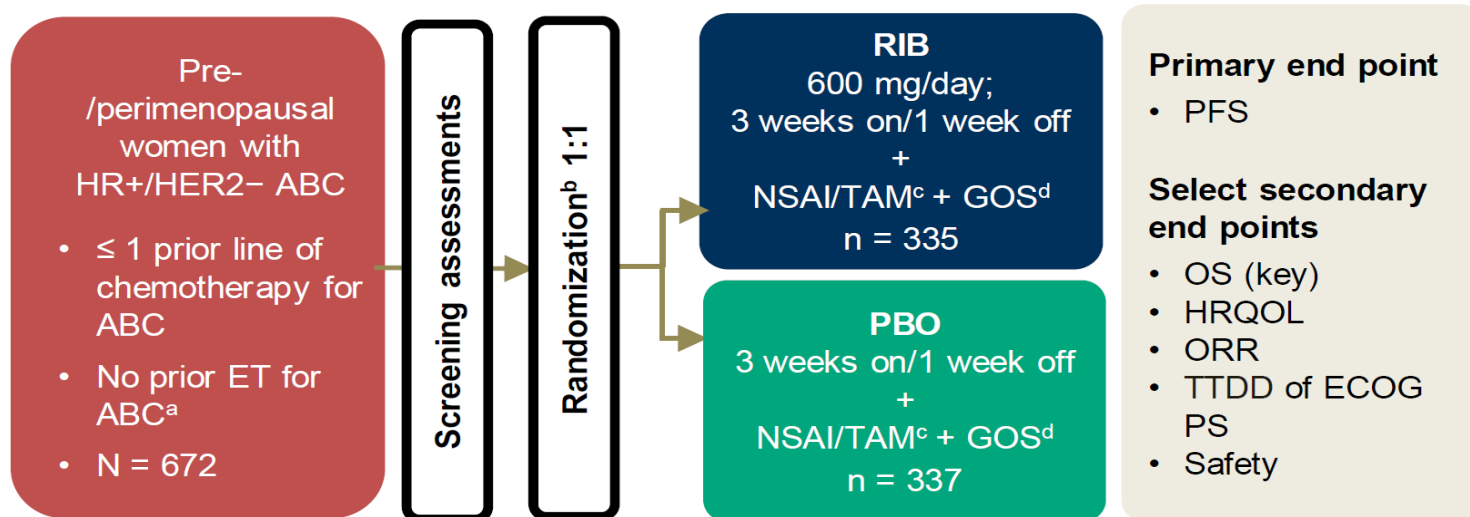 Pre-
/perimenopausal
women with
HR+/HER2− ABC
• ≤ 1 prior line of
chemotherapy for
ABC
• No prior ET for
ABCᵃ
• N = 672
Screening assessments
Randomizationᵇ 1:1
RIB
600 mg/day;
3 weeks on/1 week off
+
NSAI/TAMᶜ + GOSᵈ
n = 335
PBO
3 weeks on/1 week off
+
NSAI/TAMᶜ + GOSᵈ
n = 337
Primary end point
• PFS
Select secondary
end points
• OS (key)
• HRQOL
• ORR
• TTDD of ECOG
PS
• Safety